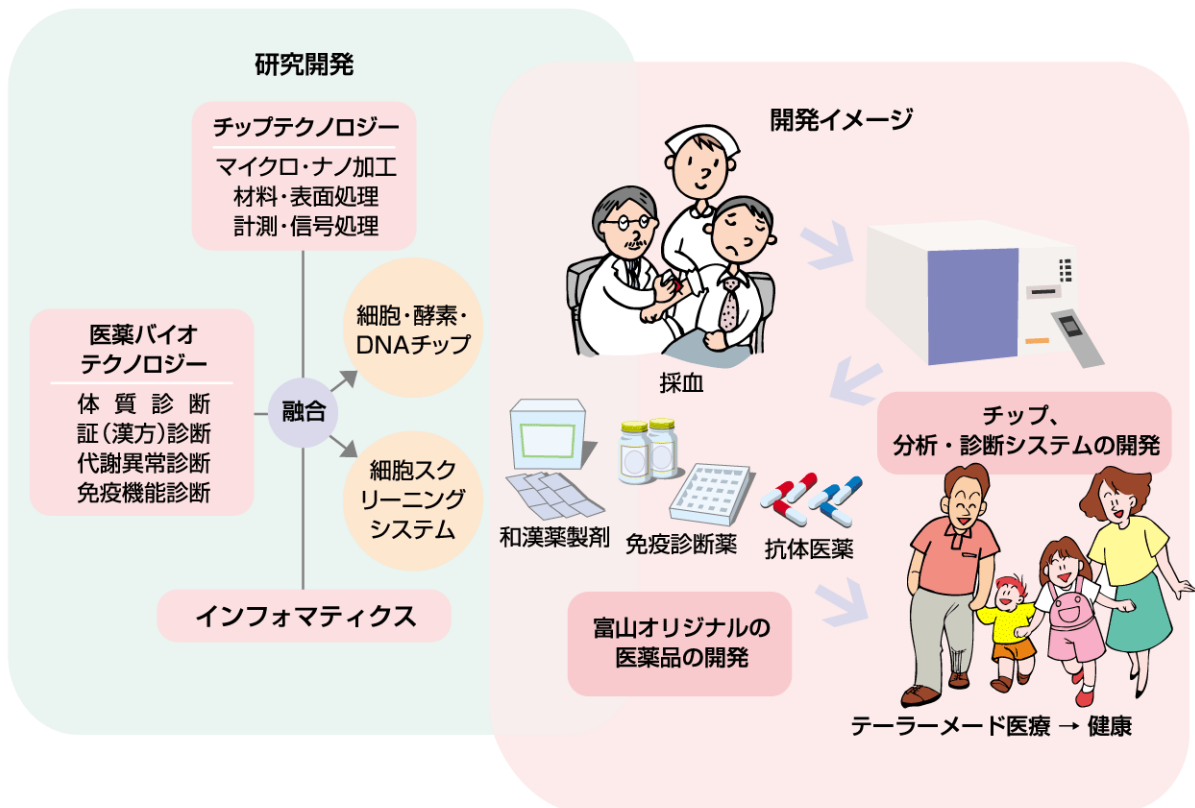 研究開発
チップテクノロジー
マイクロ・ナノ加工
材料・表面処理
計測・信号処理
医薬バイオ
テクノロジー
体質診断
証(漢方)診断
代謝異常診断
免疫機能診断
融合
細胞・酵素・
DNAチップ
細胞スク
リーニング
システム
インフォマティクス
開発イメージ
採血
チップ、
分析・診断システムの開発
和漢薬製剤
免疫診断薬
抗体医薬
富山オリジナルの
医薬品の開発
テーラーメード医療 → 健康